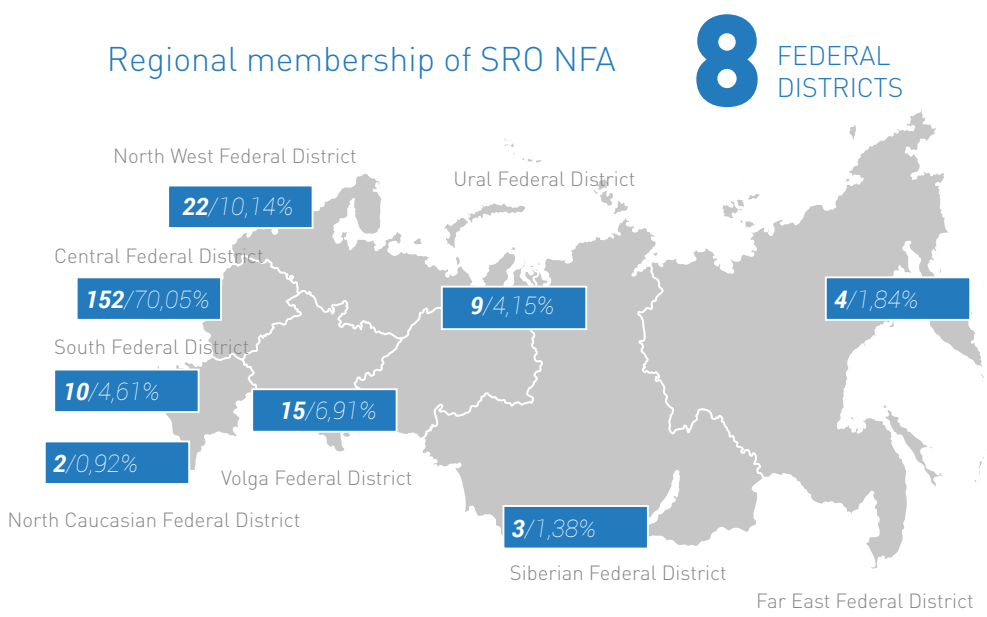 Regional membership of SRO NFA
8
FEDERAL
DISTRICTS
North West Federal District
22/10,14%
Ural Federal District
9/4,15%
Central Federal District
152/70,05%
4/1,84%
South Federal District
10/4,61%
15/6,91%
2/0,92%
Volga Federal District
North Caucasian Federal District
3/1,38%
Siberian Federal District
Far East Federal District